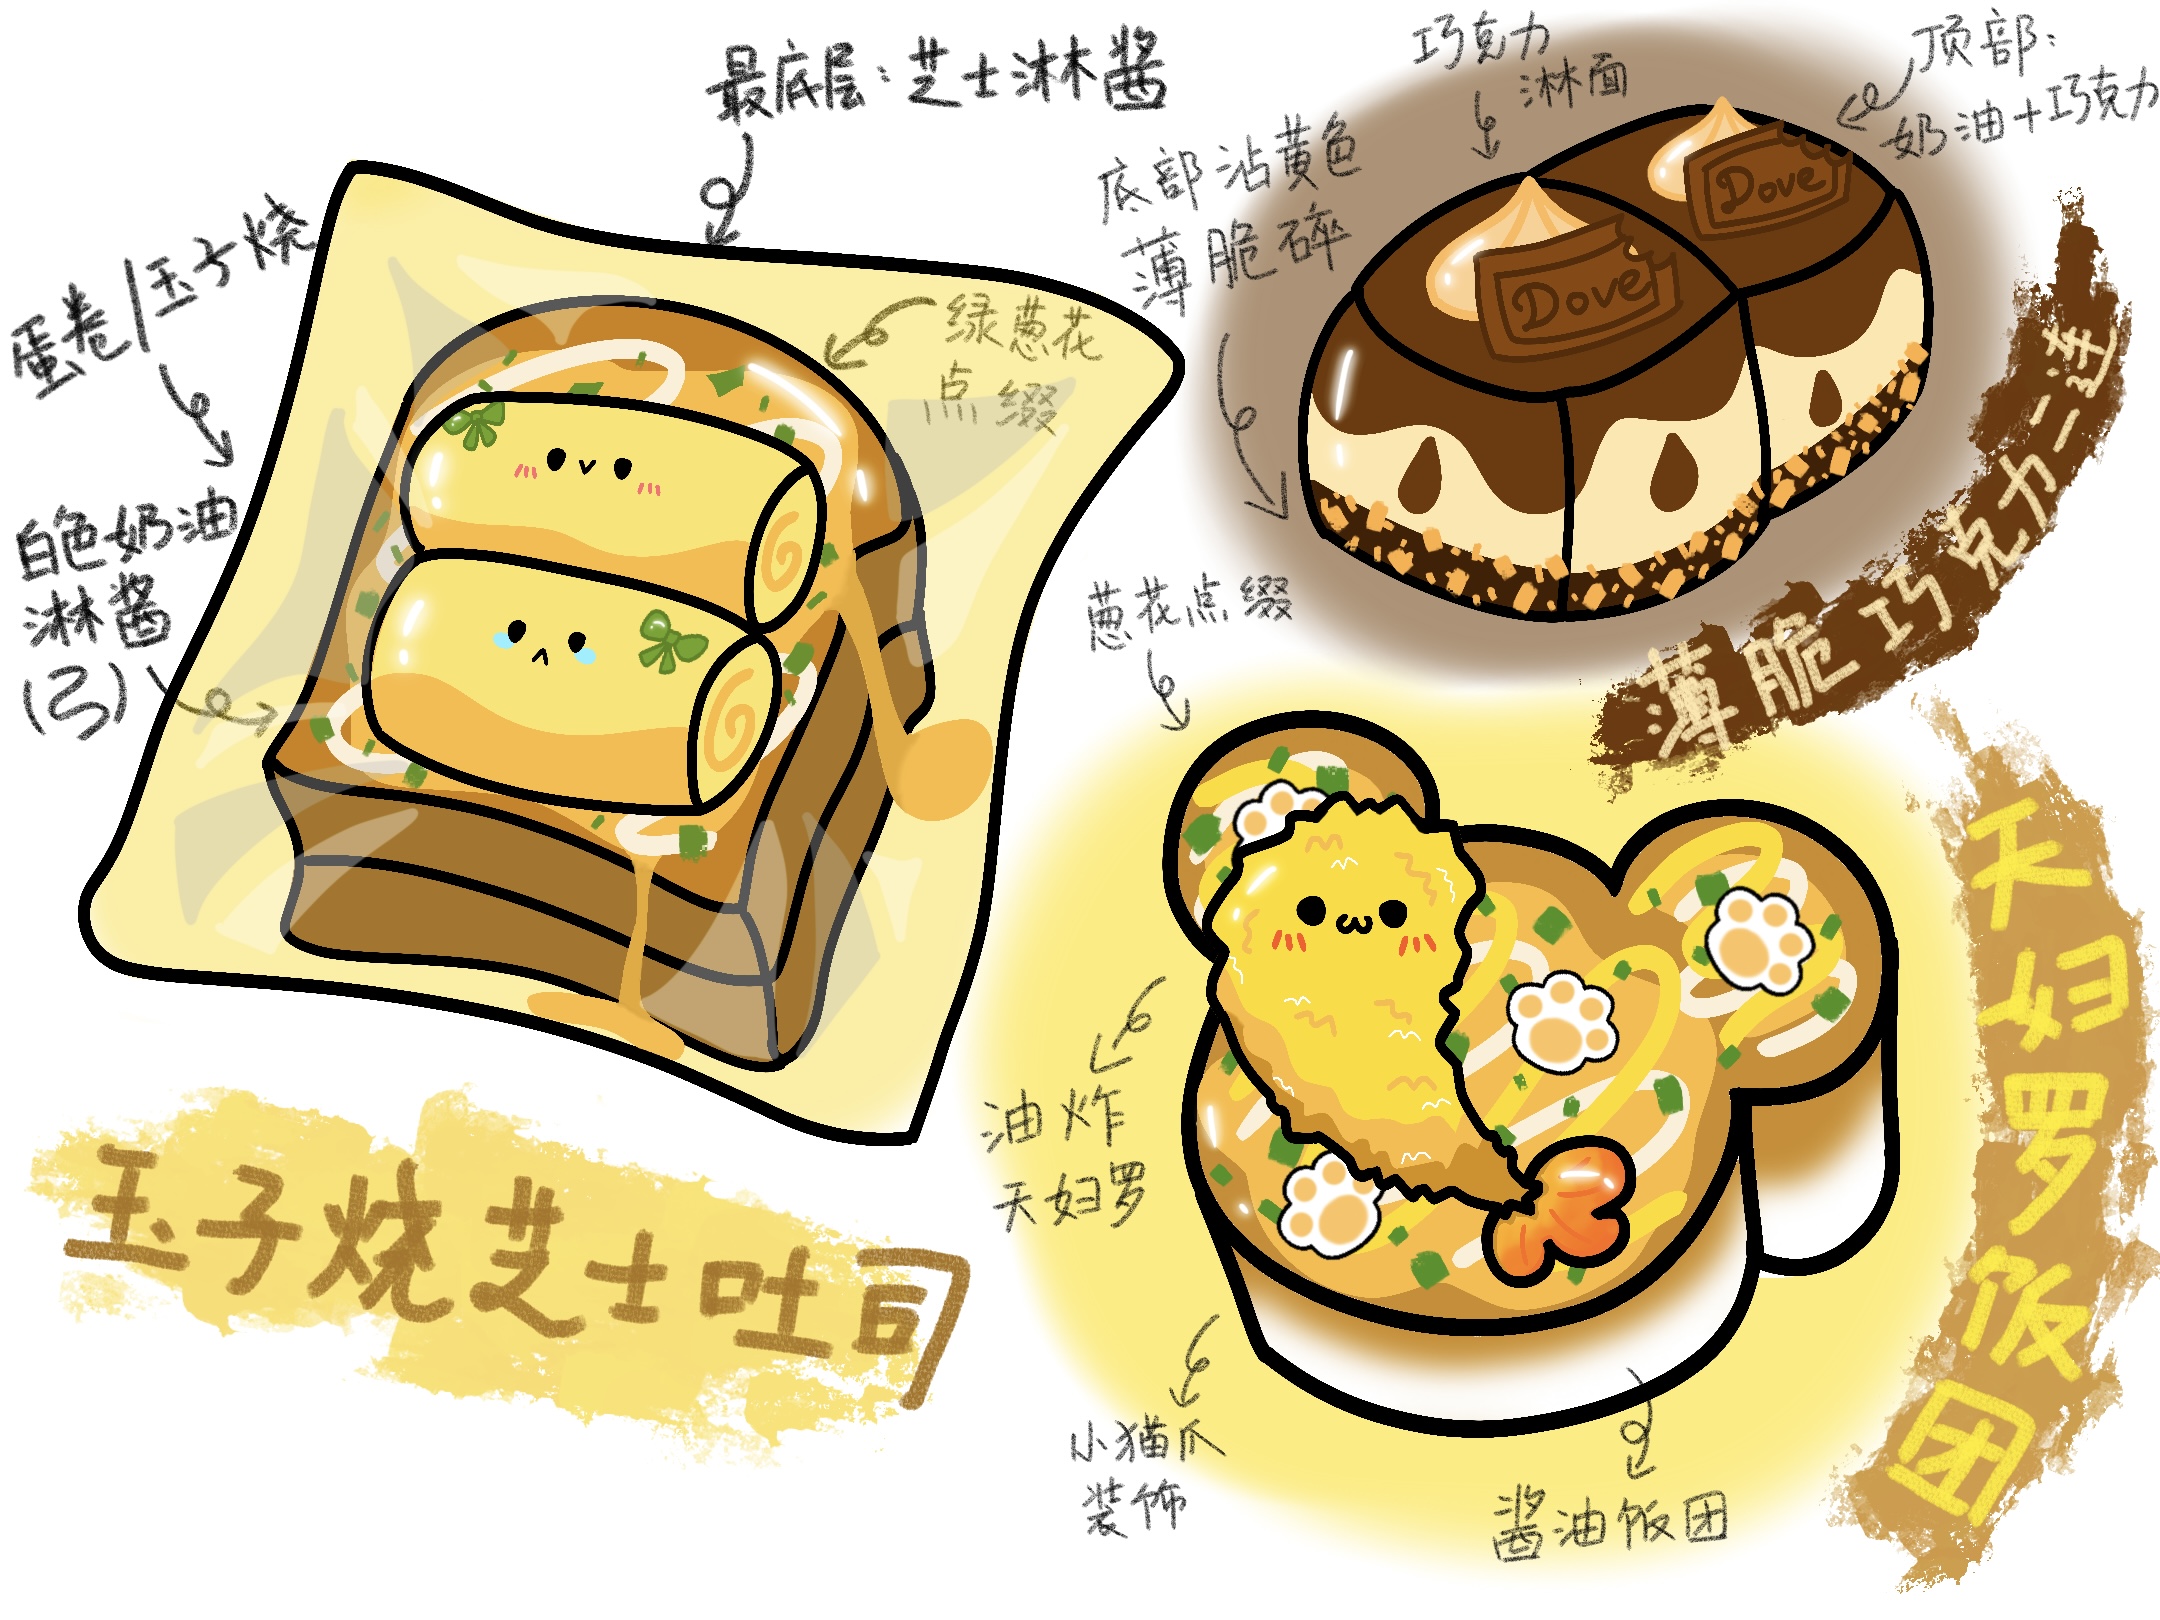 最底层：芝士淋酱
蛋卷/玉子烧
绿葱花
点缀
白色奶油
淋酱
(弓)
玉子烧芝士吐司
巧克力
淋面
顶部：
奶油+巧克力
底部沾黄色
薄脆碎
Dove
Dove
薄脆巧克力二连
葱花点缀
油炸
天妇罗
小猫爪
装饰
酱油饭团
天妇罗饭团